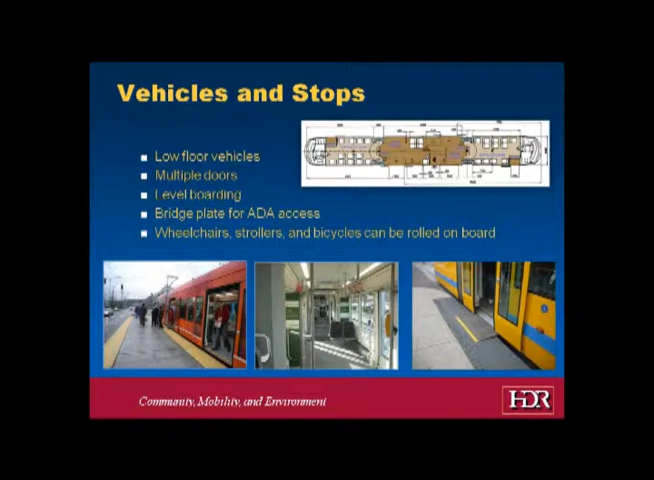 Vehicles and Stops
Low floor vehicles
Multiple doors
Level boarding
Bridge plate for ADA access
Wheelchairs, strollers, and bicycles can be rolled on board
Community, Mobility, and Environment
HDR